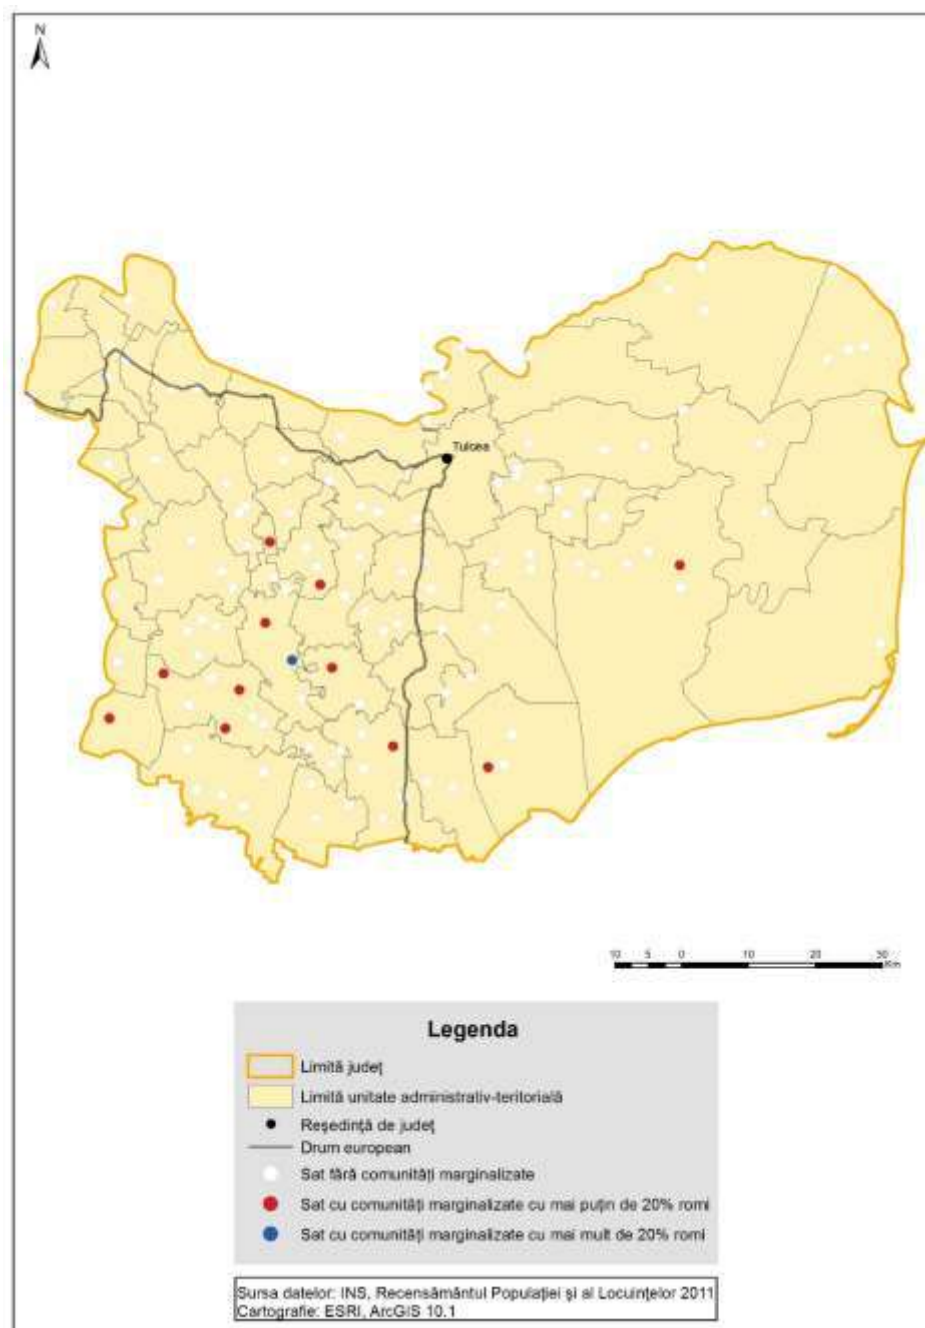 N
Tulcea
10 5 0 10 20 30
Km
Legenda
Limită județ
Limită unitate administrativ-teritorială
Reședință de județ
Drum european
Sat fără comunități marginalizate
Sat cu comunități marginalizate cu mai puțin de 20% romi
Sat cu comunități marginalizate cu mai mult de 20% romi
Sursa datelor: INS, Recensământul Populației și al Locuințelor 2011
Cartografie: ESRI, ArcGIS 10.1